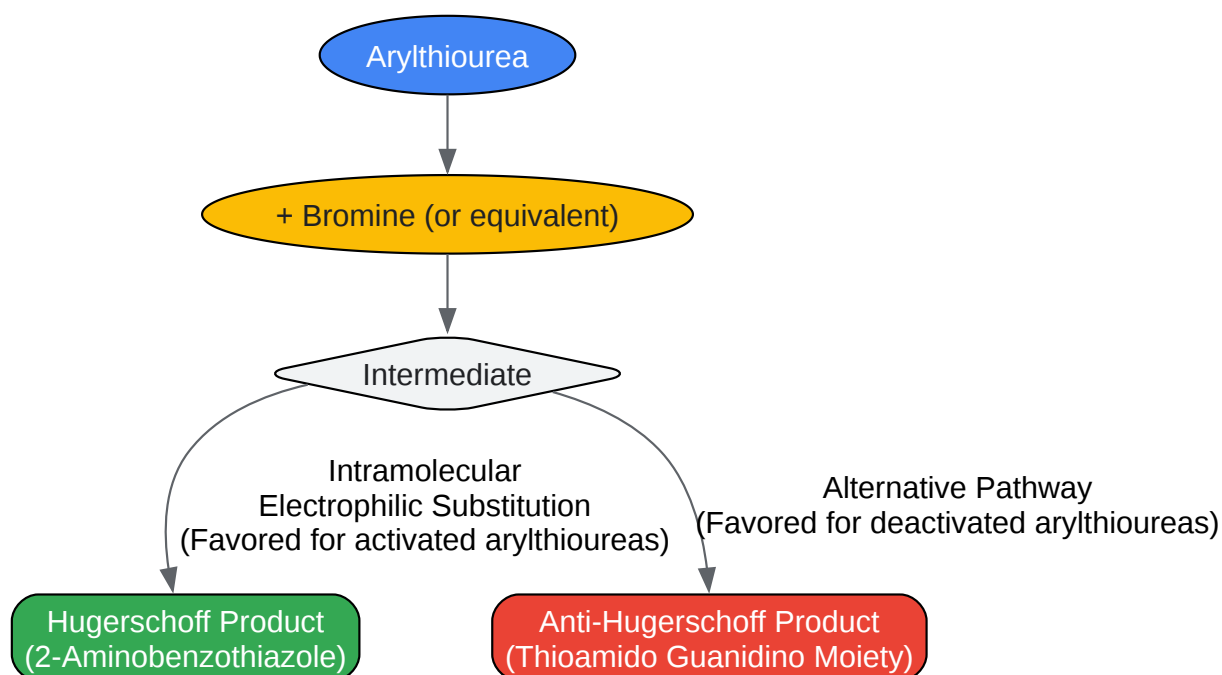 Arylthiourea
+ Bromine (or equivalent)
Intermediate
Intramolecular
Electrophilic Substitution
(Favored for activated arylthioureas)
Alternative Pathway
(Favored for deactivated arylthioureas)
Hugerschoff Product
(2-Aminobenzothiazole)
Anti-Hugerschoff Product
(Thioamido Guanidino Moiety)